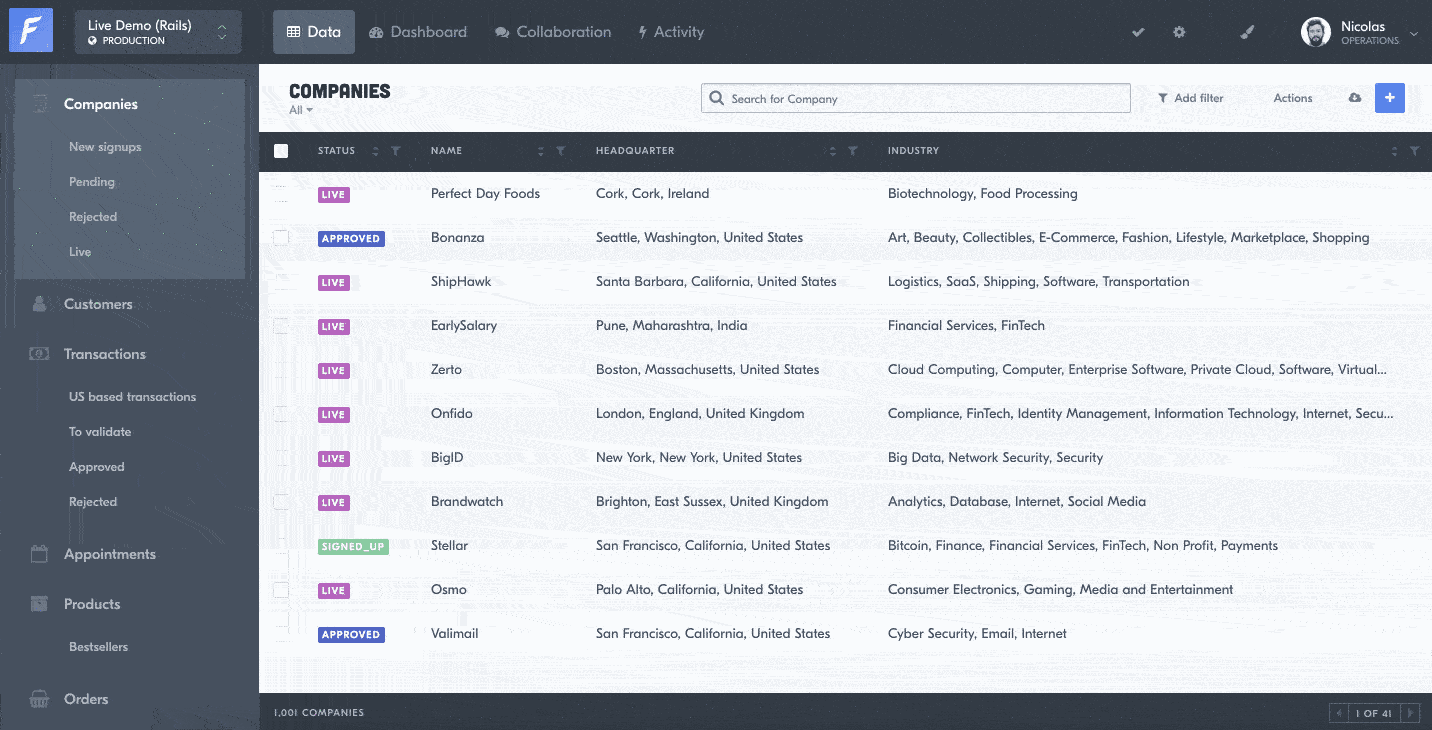 Live Demo (Rails)
PRODUCTION
Data
Dashboard
Collaboration
Activity
Nicolas
OPERATIONS
Companies
New signups
Pending
Rejected
Live
Customers
Transactions
US based transactions
To validate
Approved
Rejected
Appointments
Products
Bestsellers
Orders
COMPANIES
All
Search for Company
Add filter
Actions
STATUS NAME HEADQUARTER INDUSTRY
LIVE Perfect Day Foods Cork, Cork, Ireland Biotechnology, Food Processing
APPROVED Bonanza Seattle, Washington, United States Art, Beauty, Collectibles, E-Commerce, Fashion, Lifestyle, Marketplace, Shopping
LIVE ShipHawk Santa Barbara, California, United States Logistics, SaaS, Shipping, Software, Transportation
LIVE EarlySalary Pune, Maharashtra, India Financial Services, FinTech
LIVE Zerto Boston, Massachusetts, United States Cloud Computing, Computer, Enterprise Software, Private Cloud, Software, Virtual...
LIVE Onfido London, England, United Kingdom Compliance, FinTech, Identity Management, Information Technology, Internet, Secu...
LIVE BigID New York, New York, United States Big Data, Network Security, Security
LIVE Brandwatch Brighton, East Sussex, United Kingdom Analytics, Database, Internet, Social Media
SIGNED_UP Stellar San Francisco, California, United States Bitcoin, Finance, Financial Services, FinTech, Non Profit, Payments
LIVE Osmo Palo Alto, California, United States Consumer Electronics, Gaming, Media and Entertainment
APPROVED Valimail San Francisco, California, United States Cyber Security, Email, Internet
1,001 COMPANIES
1 OF 41